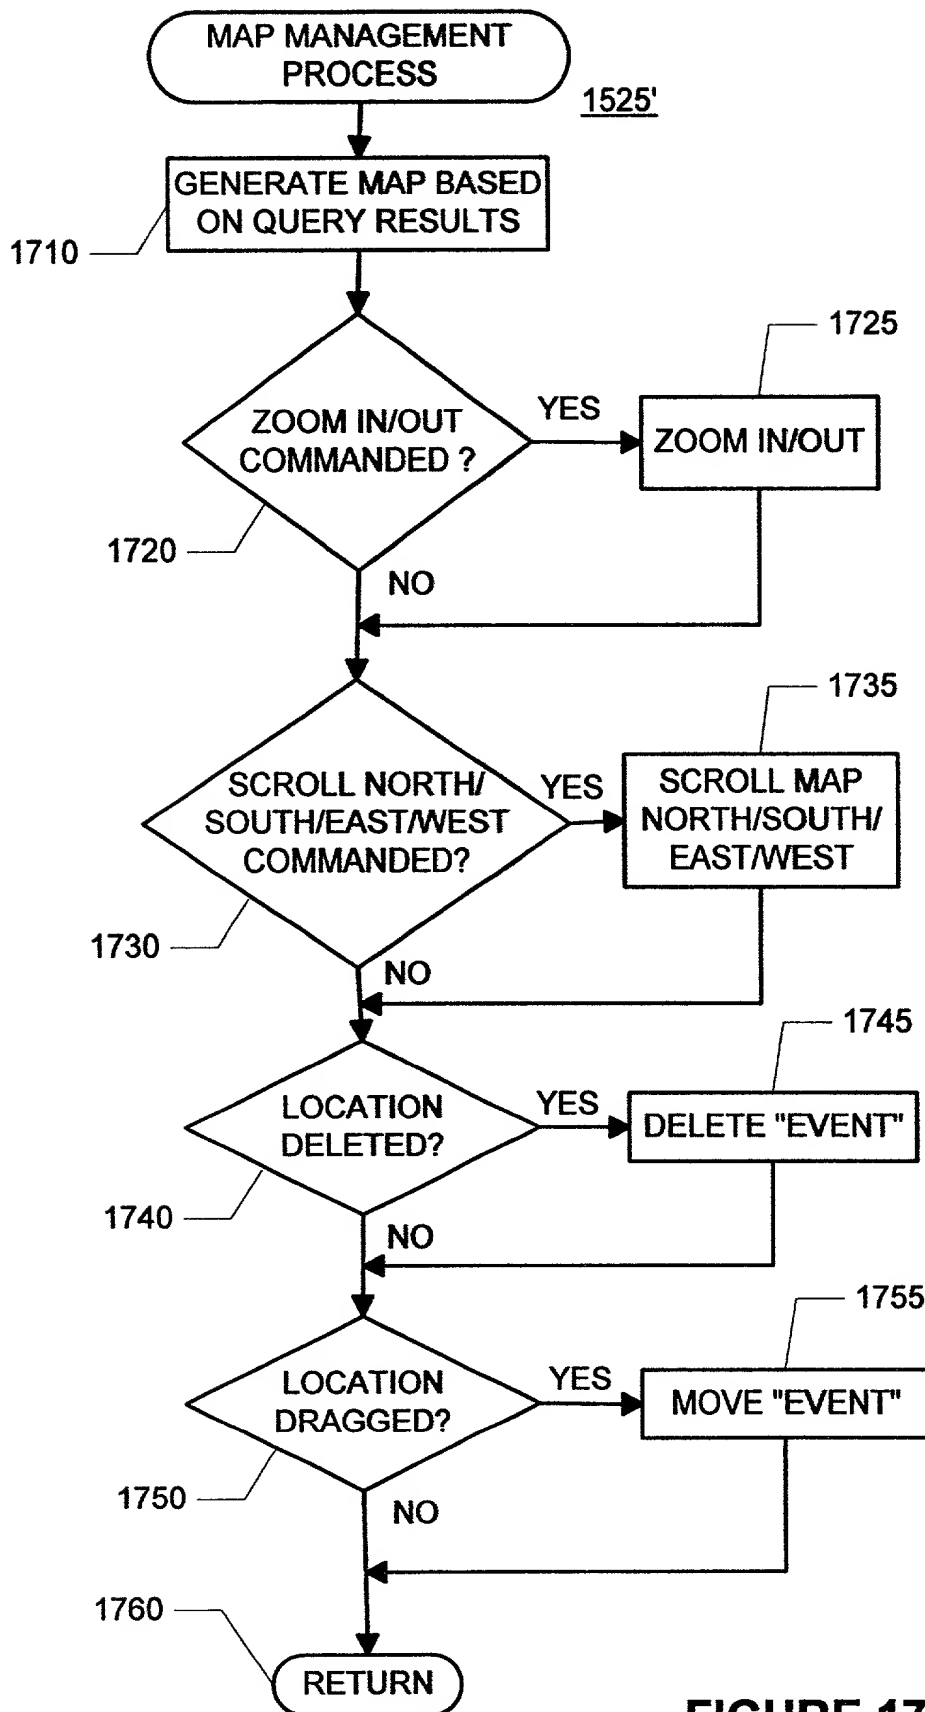 MAP MANAGEMENT
PROCESS
1525'
GENERATE MAP BASED
ON QUERY RESULTS
1710
1725
ZOOM IN/OUT
COMMANDED ?
YES
ZOOM IN/OUT
1720
NO
1735
SCROLL NORTH/
SOUTH/EAST/WEST
COMMANDED?
YES
SCROLL MAP
NORTH/SOUTH/
EAST/WEST
1730
NO
1745
LOCATION
DELETED?
YES
DELETE "EVENT"
1740
NO
1755
LOCATION
DRAGGED?
YES
MOVE "EVENT"
1750
NO
1760
RETURN
FIGURE 17